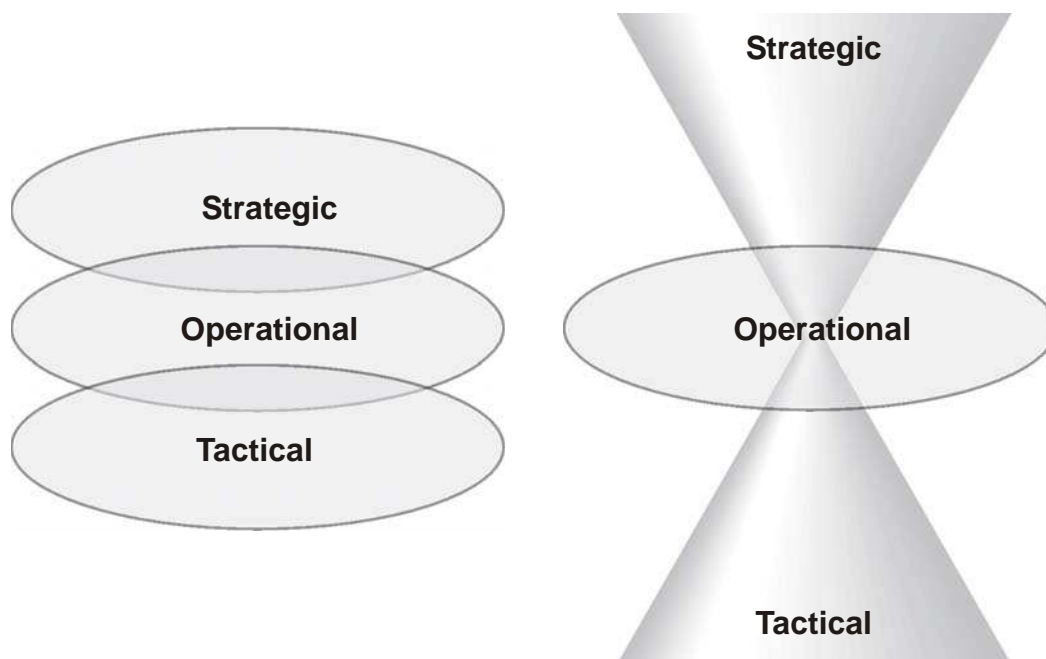 Strategic
Operational
Tactical
Strategic
Operational
Tactical